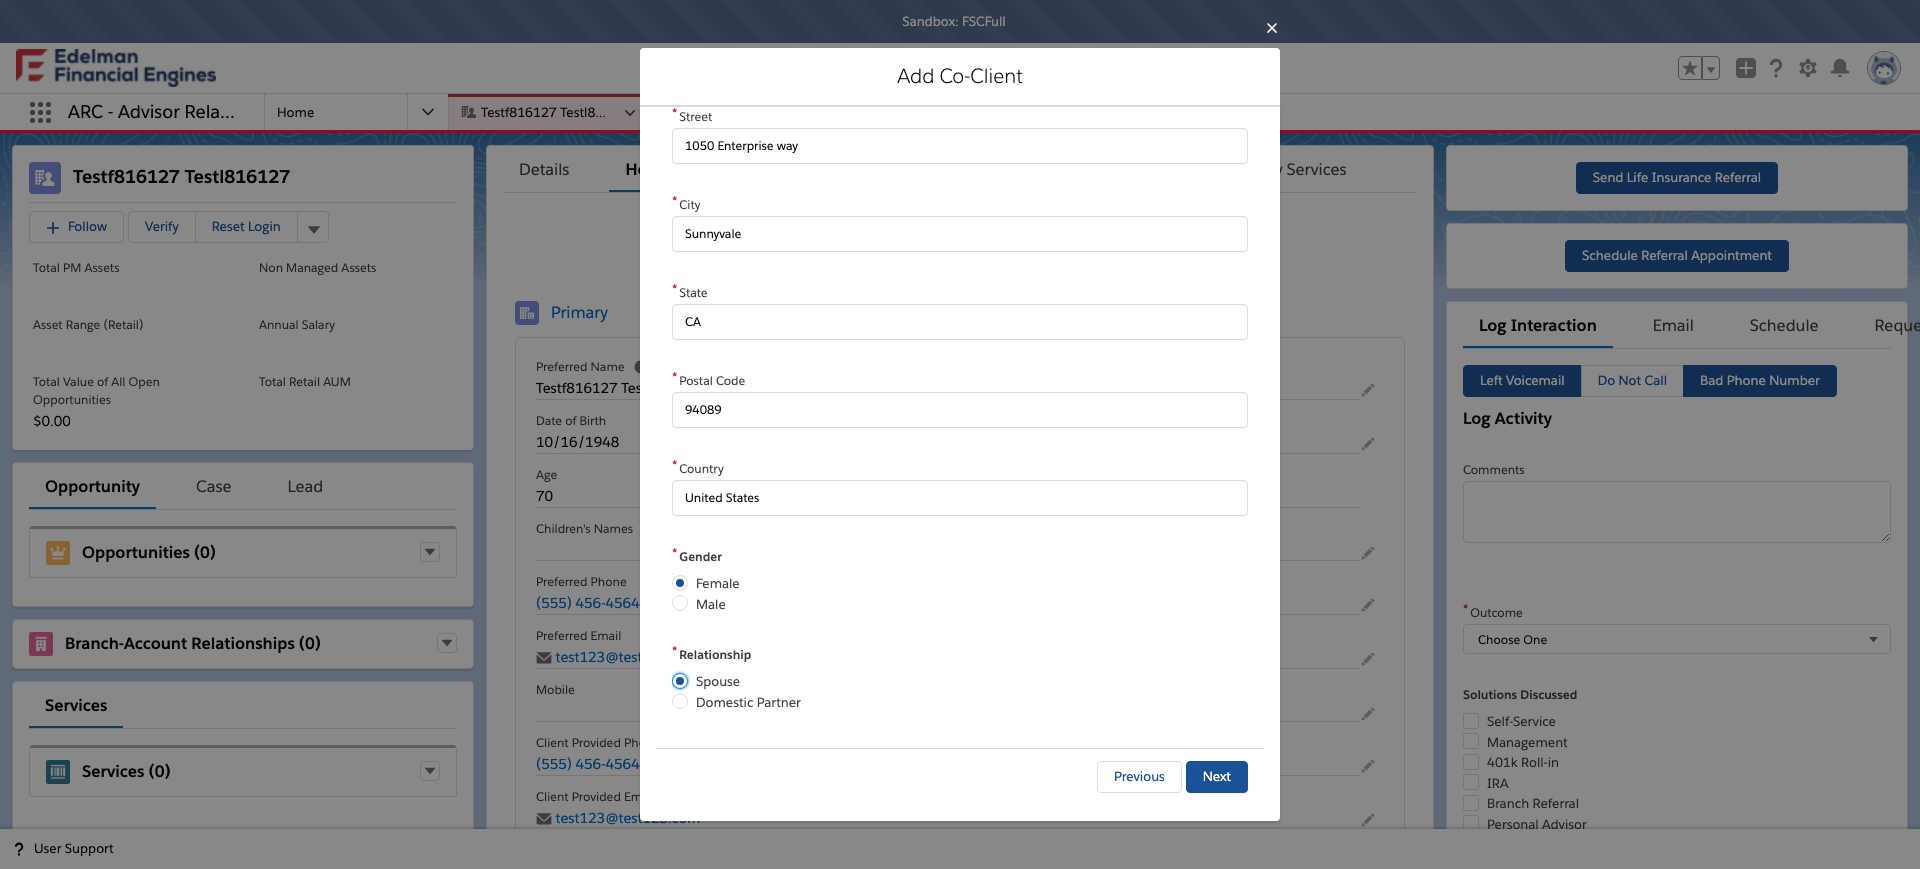 Sandbox: FSCFull
Edelman
Financial Engines
ARC - Advisor Rela...
Home
Testf816127 Testl8...
Testf816127 Testl816127
Follow
Verify
Reset Login
Total PM Assets
Non Managed Assets
Asset Range (Retail)
Annual Salary
Total Value of All Open
Opportunities
Total Retail AUM
$0.00
Opportunity
Case
Lead
Opportunities (0)
Branch-Account Relationships (0)
Services
Services (0)
? User Support
Details
Services
Primary
Preferred Name
Testf816127 Tes
Date of Birth
10/16/1948
Age
70
Children's Names
Preferred Phone
(555) 456-4564
Preferred Email
test123@test
Mobile
Client Provided Ph
(555) 456-4564
Client Provided Em
Add Co-Client
* Street
1050 Enterprise way
* City
Sunnyvale
* State
CA
* Postal Code
94089
* Country
United States
* Gender
Female
Male
* Relationship
Spouse
Domestic Partner
Previous
Next
Send Life Insurance Referral
Schedule Referral Appointment
Log Interaction
Email
Schedule
Reque
Left Voicemail
Do Not Call
Bad Phone Number
Log Activity
Comments
* Outcome
Choose One
Solutions Discussed
Self-Service
Management
401k Roll-in
IRA
Branch Referral
Personal Advisor